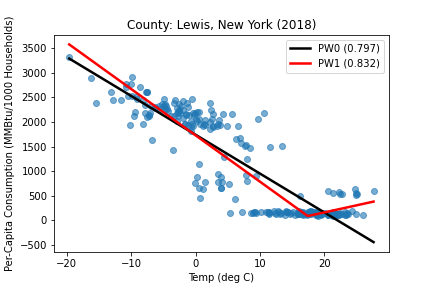 County: Lewis, New York (2018)
PW0 (0.797)
PW1 (0.832)
Per-Capita Consumption (MMBtu/1000 Households)
3500
3000
2500
2000
1500
1000
500
0
−500
−20 −10 0 10 20
Temp (deg C)